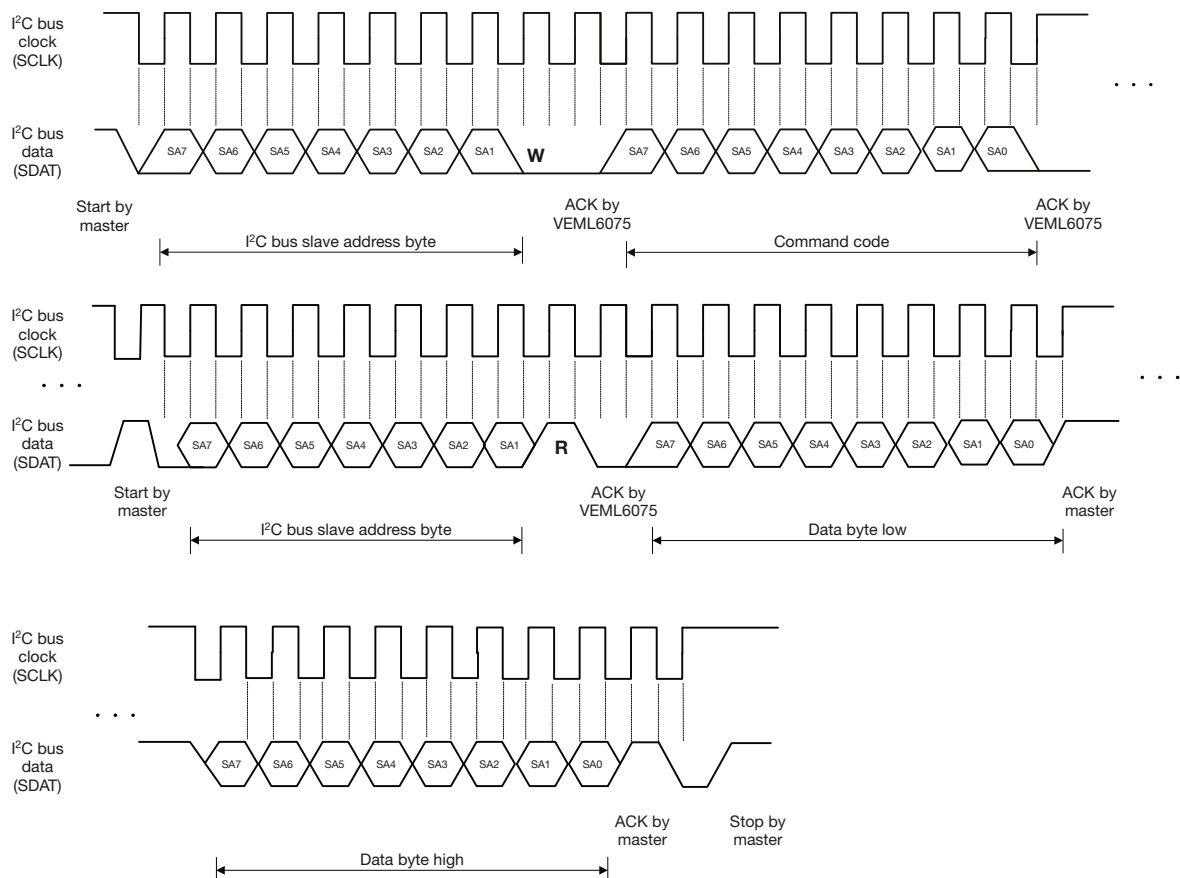 I²C bus
clock
(SCLK)
. . .
I²C bus
data
(SDAT)
SA7 SA6 SA5 SA4 SA3 SA2 SA1 W SA7 SA6 SA5 SA4 SA3 SA2 SA1 SA0
Start by
master
ACK by
VEML6075
ACK by
VEML6075
I²C bus slave address byte
Command code
I²C bus
clock
(SCLK)
. . .
. . .
I²C bus
data
(SDAT)
SA7 SA6 SA5 SA4 SA3 SA2 SA1 R SA7 SA6 SA5 SA4 SA3 SA2 SA1 SA0
Start by
master
ACK by
VEML6075
ACK by
master
I²C bus slave address byte
Data byte low
I²C bus
clock
(SCLK)
. . .
I²C bus
data
(SDAT)
SA7 SA6 SA5 SA4 SA3 SA2 SA1 SA0
ACK by
master
Stop by
master
Data byte high